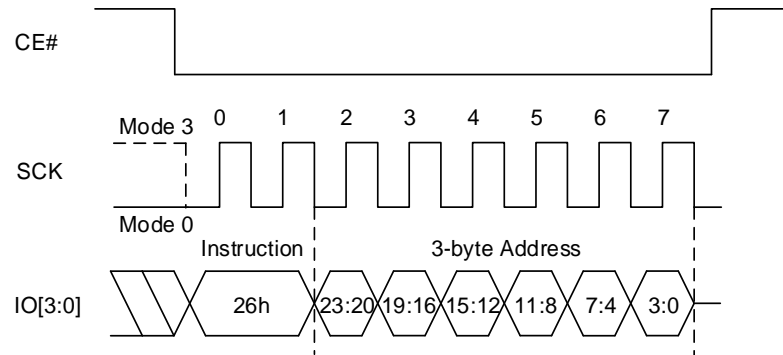 CE#
Mode 3 0 1 2 3 4 5 6 7
SCK
Mode 0
Instruction 3-byte Address
IO[3:0] 26h 23:20 19:16 15:12 11:8 7:4 3:0